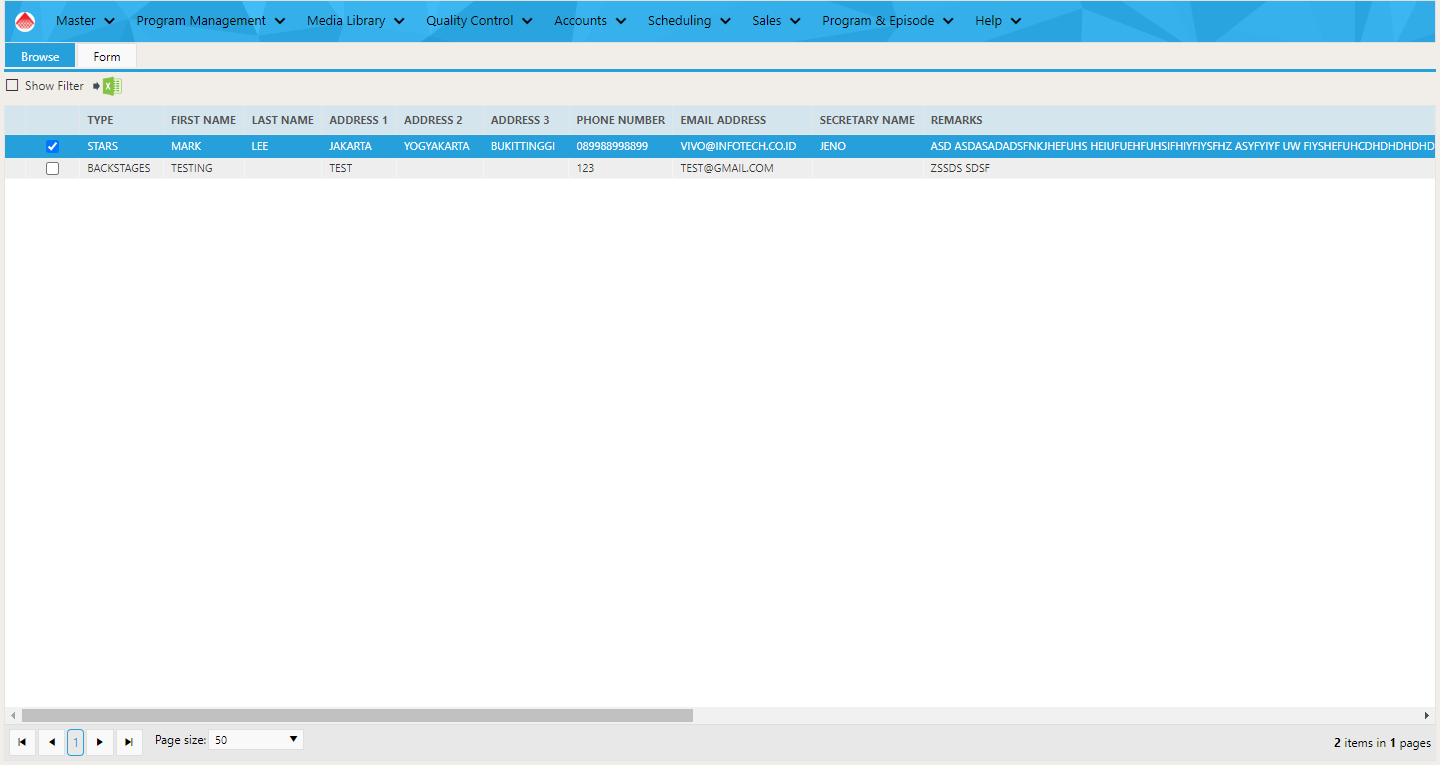 Master Program Management Media Library Quality Control Accounts Scheduling Sales Program & Episode Help
Browse Form
Show Filter
TYPE FIRST NAME LAST NAME ADDRESS 1 ADDRESS 2 ADDRESS 3 PHONE NUMBER EMAIL ADDRESS SECRETARY NAME REMARKS
STARS MARK LEE JAKARTA YOGYAKARTA BUKITTINGGI 089988998899 VIVO@INFOTECH.CO.ID JENO ASD ASDASADADSFNKJHEFUHS HEIUFUEHFUHSIFHIYFIYSFHZ ASYFYIYF UW FIYSHEFUHCDHDHDHDHD
BACKSTAGES TESTING TEST 123 TEST@GMAIL.COM ZSSDS SDSF
1 Page size: 50 2 items in 1 pages